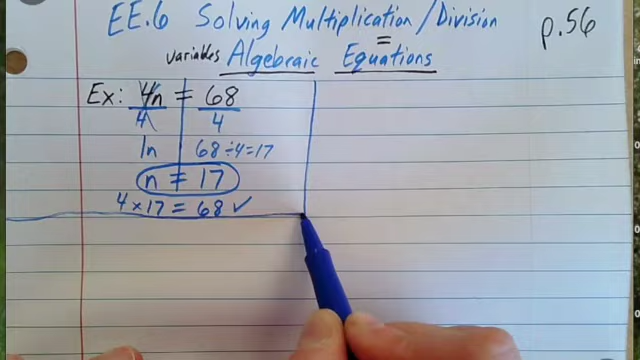 EE.6 Solving Multiplication/Division
p.56
=
variables Algebraic Equations
Ex: 4n = 68
4 4
1n 68 ÷ 4 = 17
n = 17
4 × 17 = 68 ✓